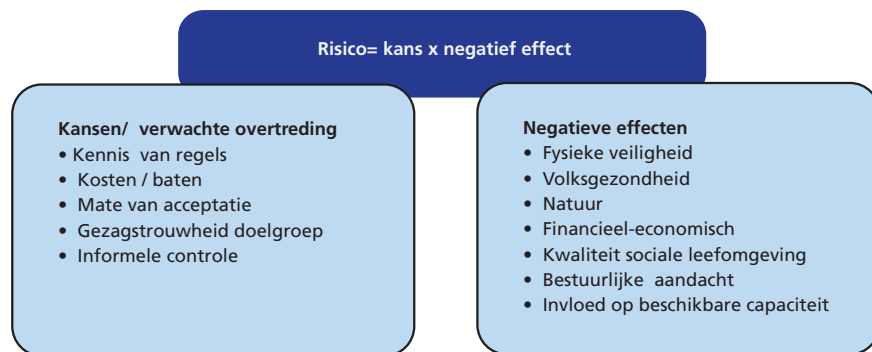 Risico= kans x negatief effect
Kansen/ verwachte overtreding
• Kennis van regels
• Kosten / baten
• Mate van acceptatie
• Gezagstrouwheid doelgroep
• Informele controle
Negatieve effecten
• Fysieke veiligheid
• Volksgezondheid
• Natuur
• Financieel-economisch
• Kwaliteit sociale leefomgeving
• Bestuurlijke aandacht
• Invloed op beschikbare capaciteit